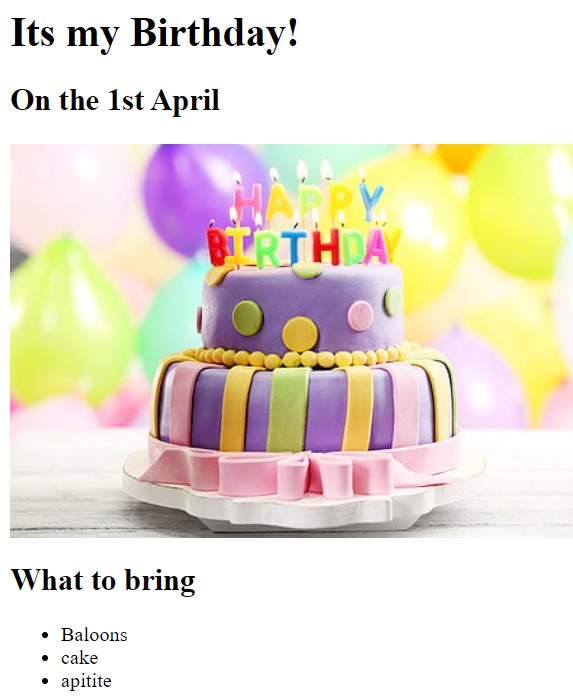 Its my Birthday!
On the 1st April
HAPPY
BIRTHDAY
What to bring
Baloons
cake
apitite